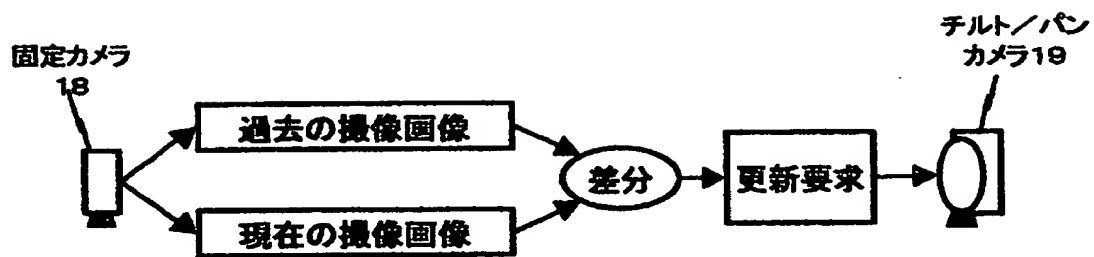 固定カメラ
18
過去の撮像画像
現在の撮像画像
差分
更新要求
チルト／パン
カメラ19